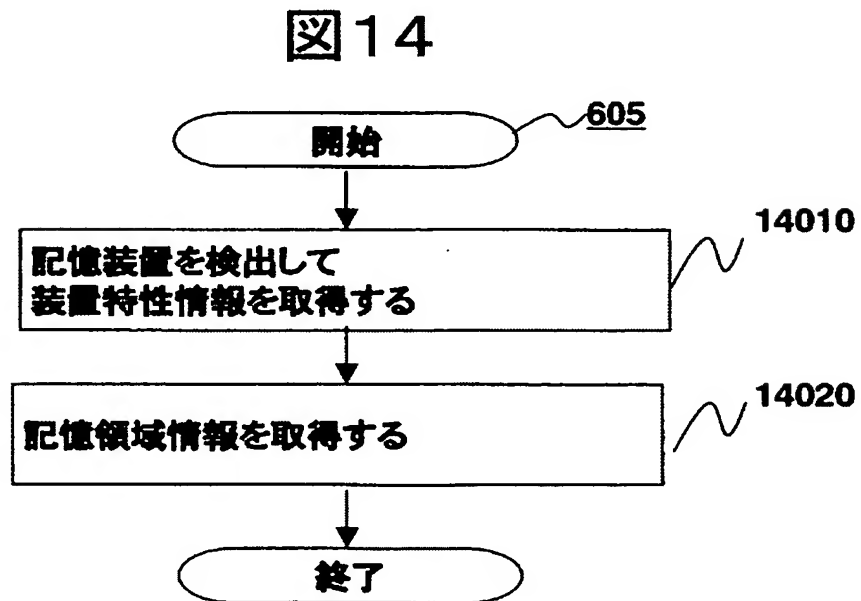 図14
開始
605
14010
記憶装置を検出して
装置特性情報を取得する
14020
記憶領域情報を取得する
終了